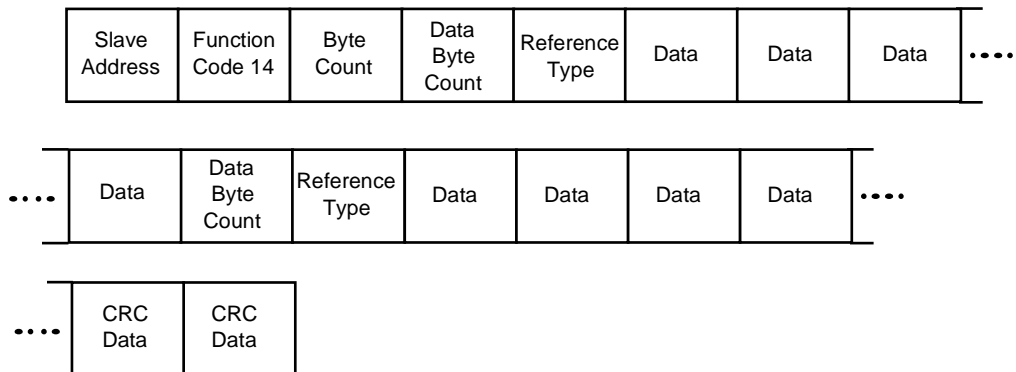 Slave Address
Function Code 14
Byte Count
Data Byte Count
Reference Type
Data
Data
Data
Data
Data Byte Count
Reference Type
Data
Data
Data
Data
CRC Data
CRC Data